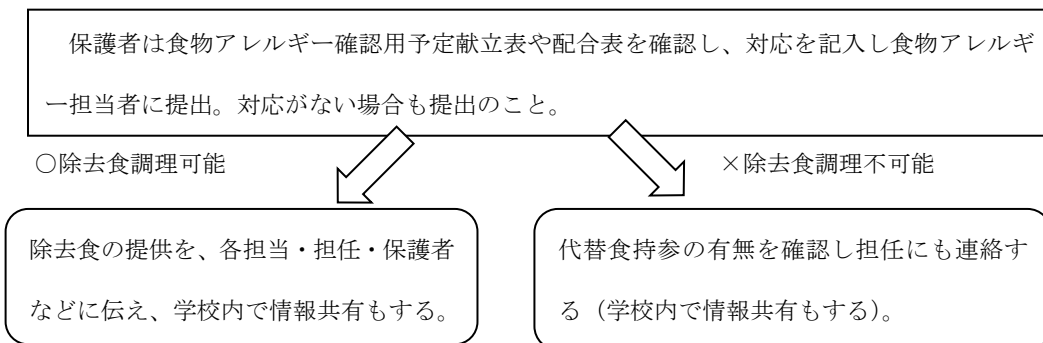 保護者は食物アレルギー確認用予定献立表や配合表を確認し、対応を記入し食物アレルギ
ー担当者に提出。対応がない場合も提出のこと。
○除去食調理可能
×除去食調理不可能
除去食の提供を、各担当・担任・保護者
などに伝え、学校内で情報共有もする。
代替食持参の有無を確認し担任にも連絡す
る（学校内で情報共有もする）。